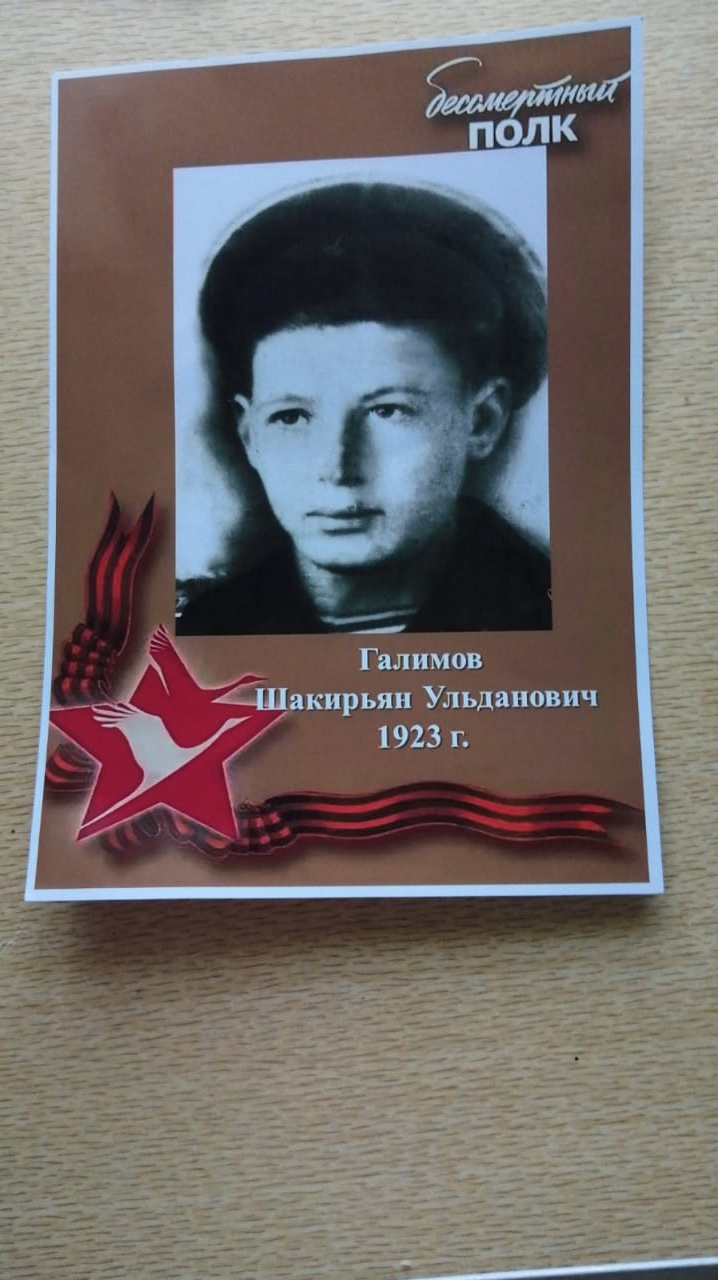 бессмертный
ПОЛК
Галимов
Шакирьян Ульданович
1923 г.